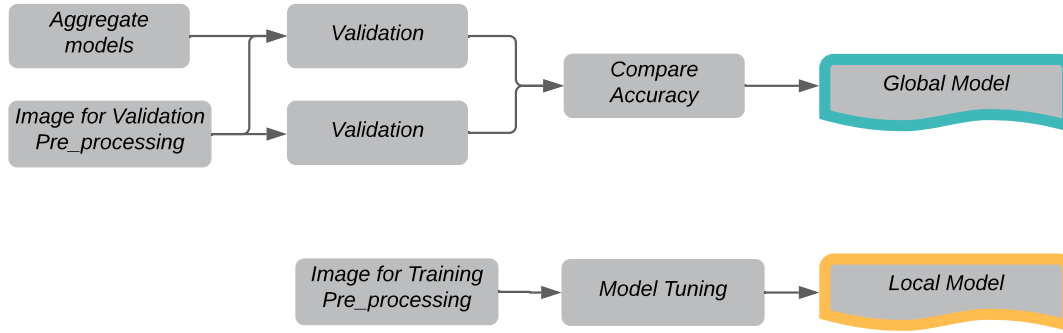 Aggregate
models
Validation
Compare
Accuracy
Global Model
Image for Validation
Pre_processing
Validation
Image for Training
Pre_processing
Model Tuning
Local Model